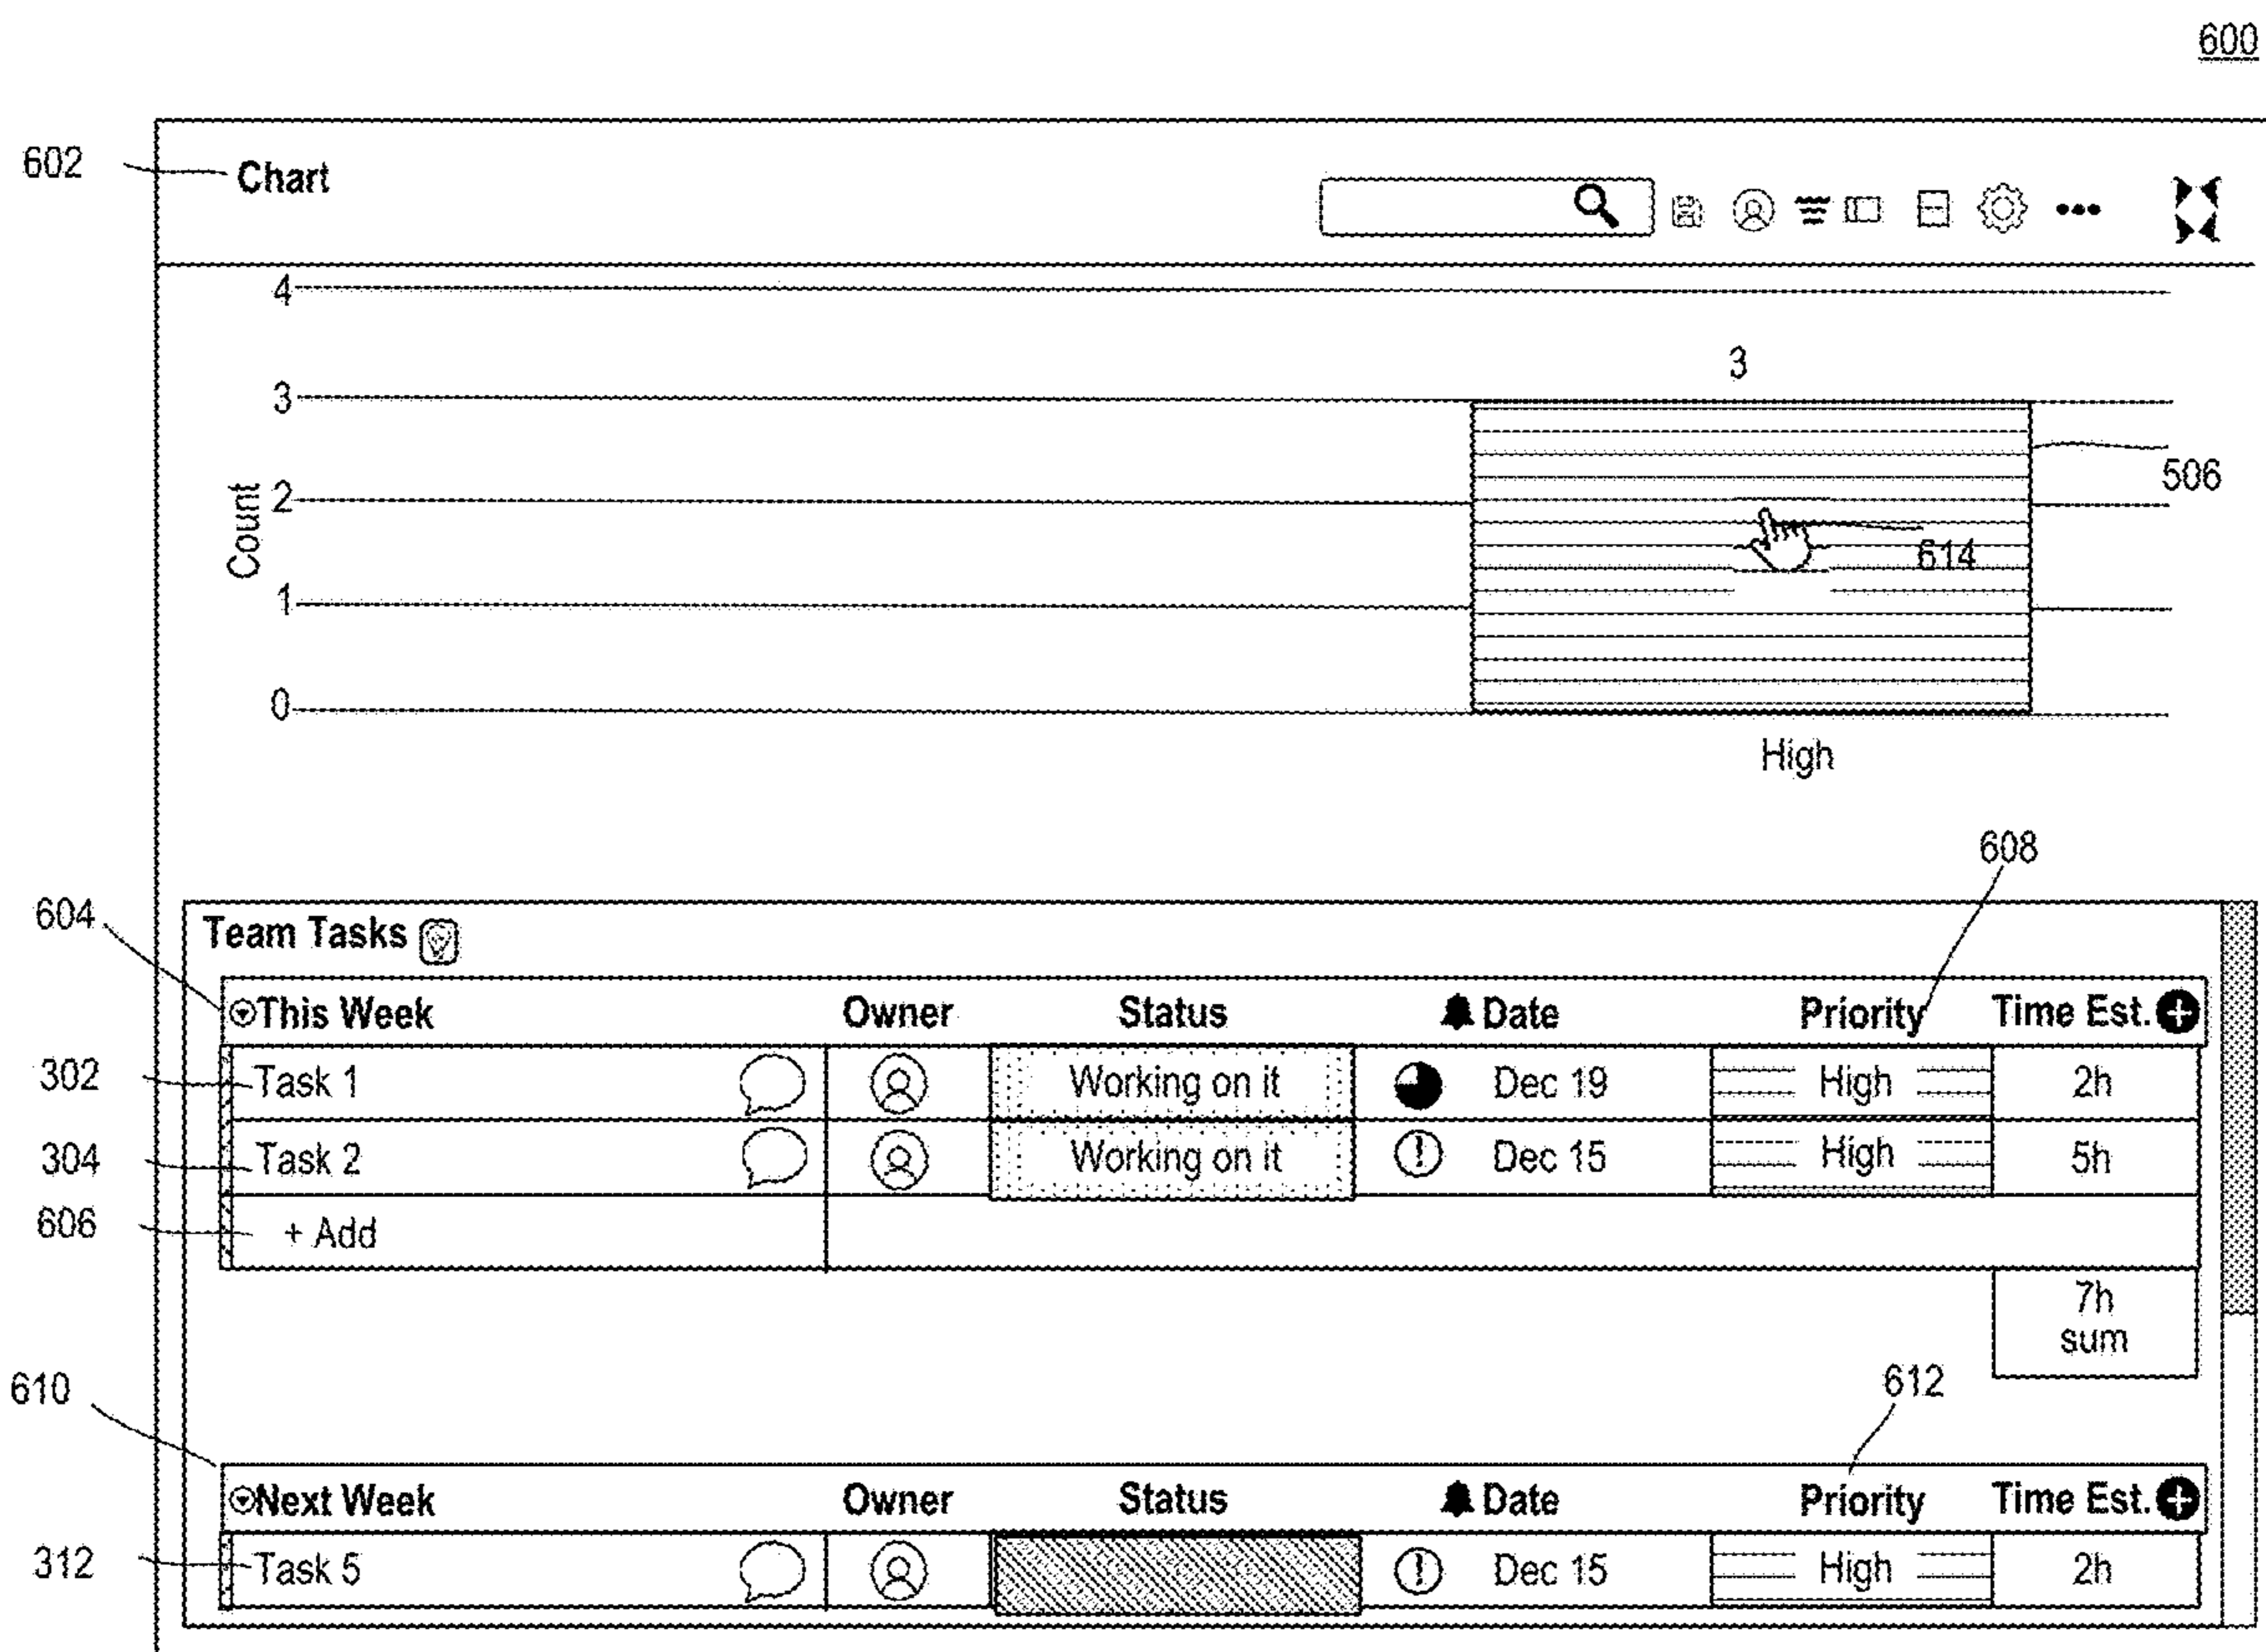 600
602 Chart
4
3
3
506
Count
2
614
1
0
High
608
604 Team Tasks
This Week Owner Status Date Priority Time Est. +
302 Task 1 Working on it Dec 19 High 2h
304 Task 2 Working on it ! Dec 15 High 5h
606 + Add
7h
sum
612
610
Next Week Owner Status Date Priority Time Est. +
312 Task 5 ! Dec 15 High 2h